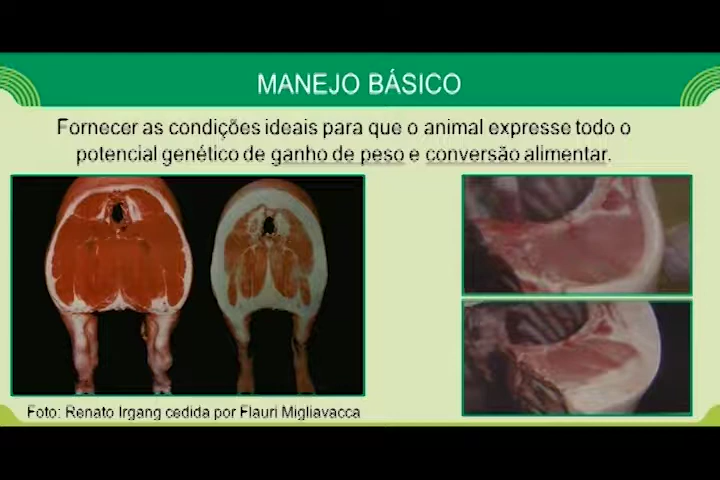 MANEJO BÁSICO
Fornecer as condições ideais para que o animal expresse todo o
potencial genético de ganho de peso e conversão alimentar.
Foto: Renato Irgang cedida por Flauri Migliavacca